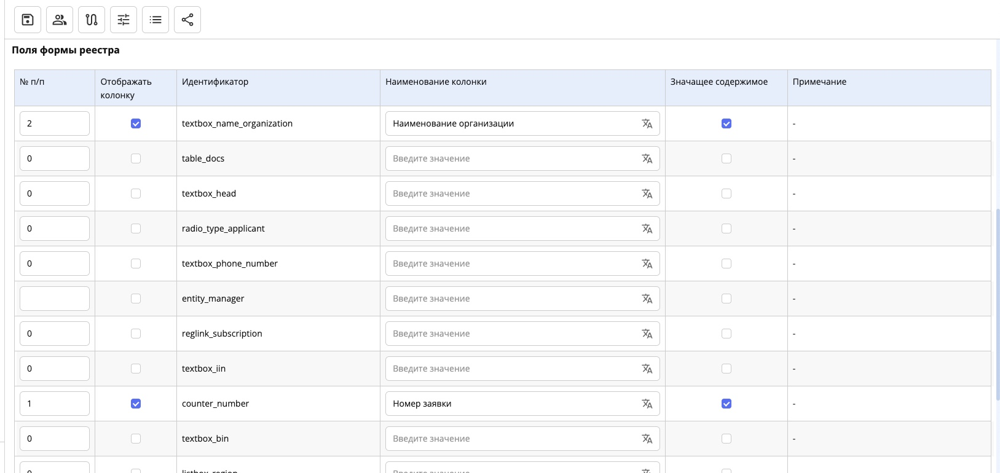 Поля формы реестра
№ п/п Отображать колонку Идентификатор Наименование колонки Значащее содержимое Примечание
2 textbox_name_organization Наименование организации -
0 table_docs Введите значение -
0 textbox_head Введите значение -
0 radio_type_applicant Введите значение -
0 textbox_phone_number Введите значение -
entity_manager Введите значение -
0 reglink_subscription Введите значение -
0 textbox_iin Введите значение -
1 counter_number Номер заявки -
0 textbox_bin Введите значение -
0 listbox_region Введите значение